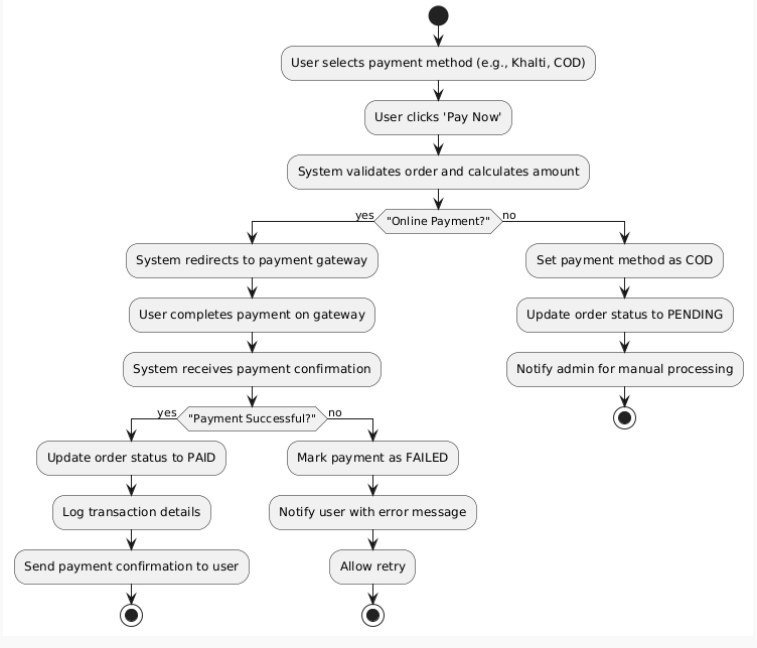 User selects payment method (e.g., Khalti, COD)
User clicks 'Pay Now'
System validates order and calculates amount
yes
"Online Payment?"
no
System redirects to payment gateway
User completes payment on gateway
System receives payment confirmation
yes
"Payment Successful?"
no
Update order status to PAID
Log transaction details
Send payment confirmation to user
Mark payment as FAILED
Notify user with error message
Allow retry
Set payment method as COD
Update order status to PENDING
Notify admin for manual processing